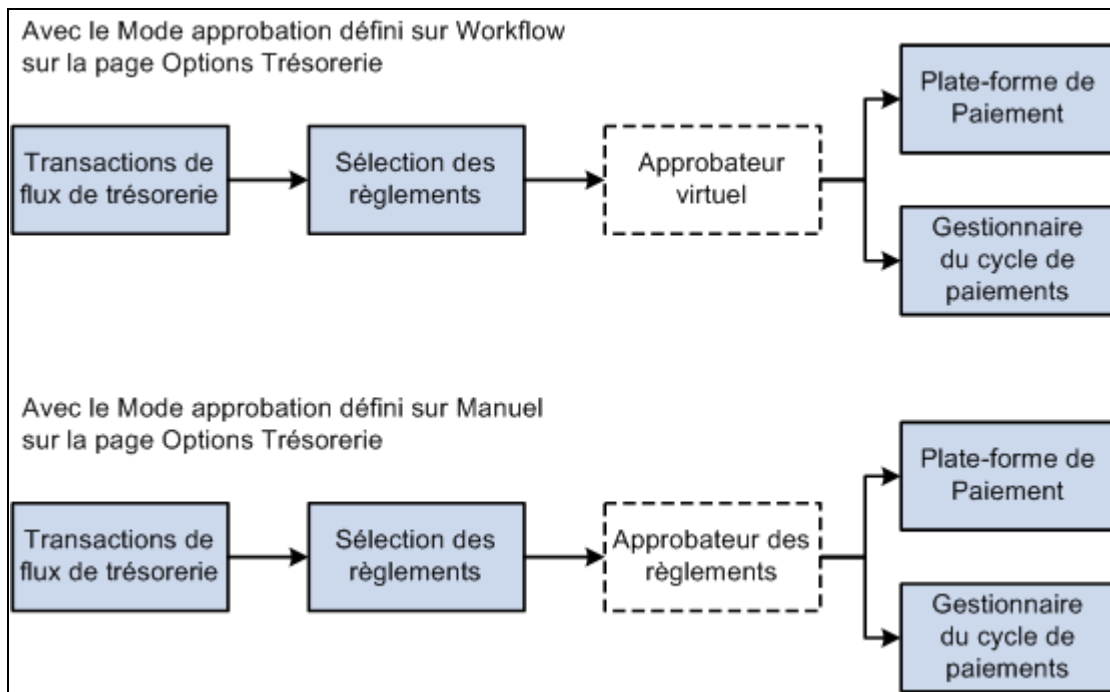 Avec le Mode approbation défini sur Workflow
sur la page Options Trésorerie
Transactions de
flux de trésorerie
Sélection des
règlements
Approbateur
virtuel
Plate-forme de
Paiement
Gestionnaire
du cycle de
paiements
Avec le Mode approbation défini sur Manuel
sur la page Options Trésorerie
Transactions de
flux de trésorerie
Sélection des
règlements
Approbateur des
règlements
Plate-forme de
Paiement
Gestionnaire
du cycle de
paiements